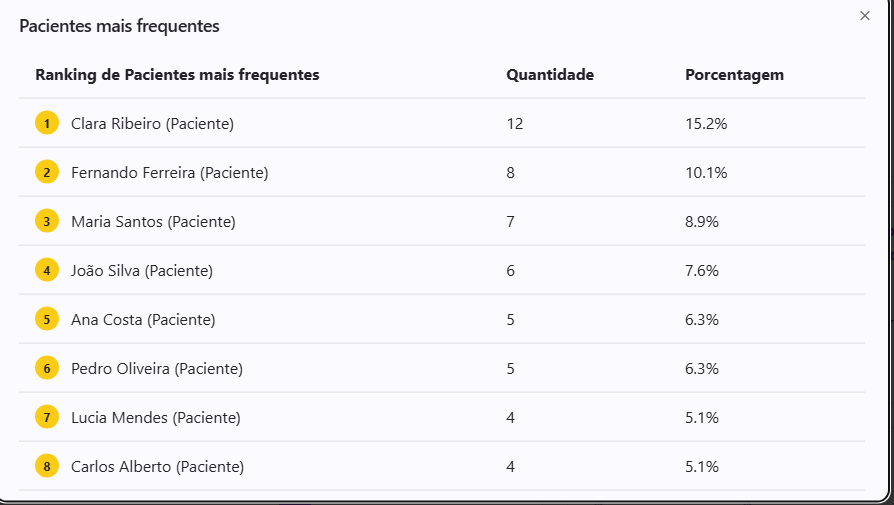 Pacientes mais frequentes
Ranking de Pacientes mais frequentes Quantidade Porcentagem
1 Clara Ribeiro (Paciente) 12 15.2%
2 Fernando Ferreira (Paciente) 8 10.1%
3 Maria Santos (Paciente) 7 8.9%
4 João Silva (Paciente) 6 7.6%
5 Ana Costa (Paciente) 5 6.3%
6 Pedro Oliveira (Paciente) 5 6.3%
7 Lucia Mendes (Paciente) 4 5.1%
8 Carlos Alberto (Paciente) 4 5.1%